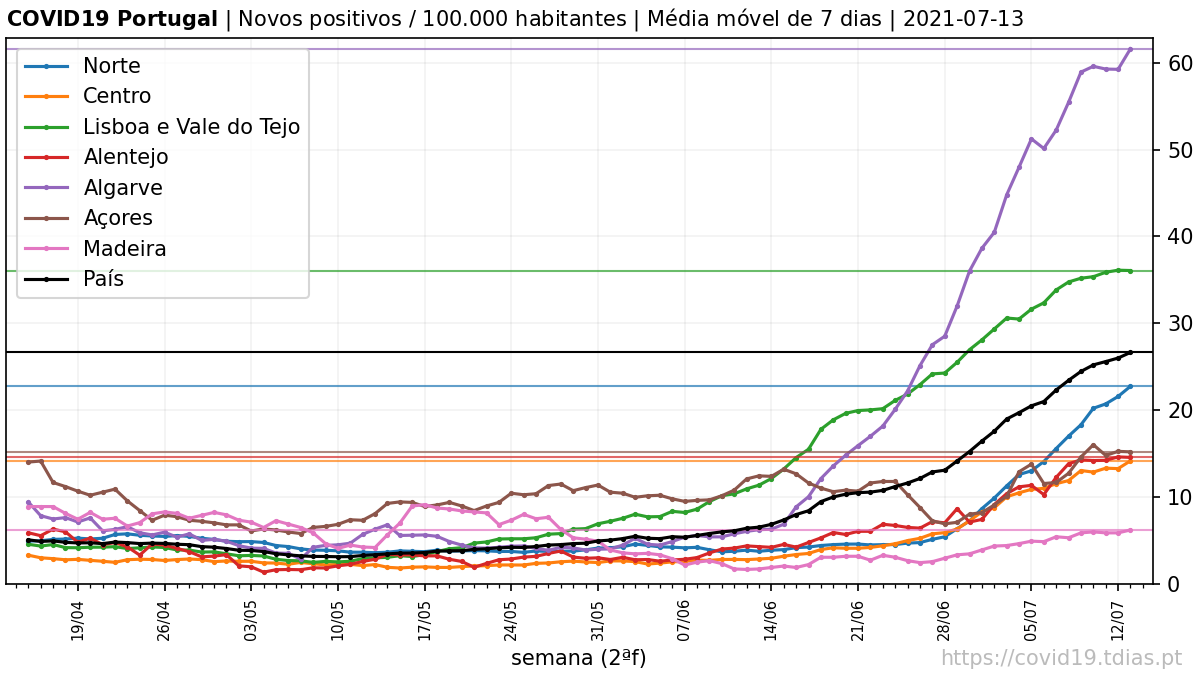 COVID19 Portugal | Novos positivos / 100.000 habitantes | Média móvel de 7 dias | 2021-07-13
Norte
Centro
Lisboa e Vale do Tejo
Alentejo
Algarve
Açores
Madeira
País
60
50
40
30
20
10
0
19/04
26/04
03/05
10/05
17/05
24/05
31/05
07/06
14/06
21/06
28/06
05/07
12/07
semana (2ªf)
https://covid19.tdias.pt